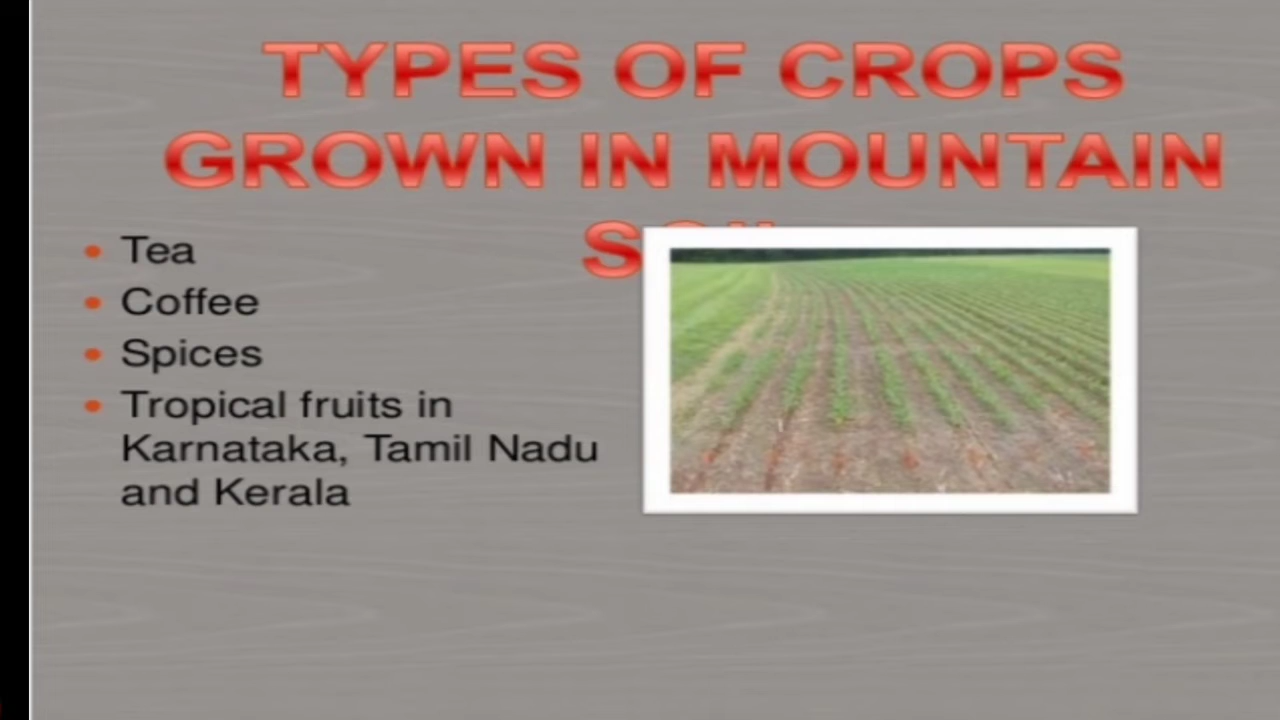 TYPES OF CROPS
GROWN IN MOUNTAIN
Tea
Coffee
Spices
Tropical fruits in
Karnataka, Tamil Nadu
and Kerala